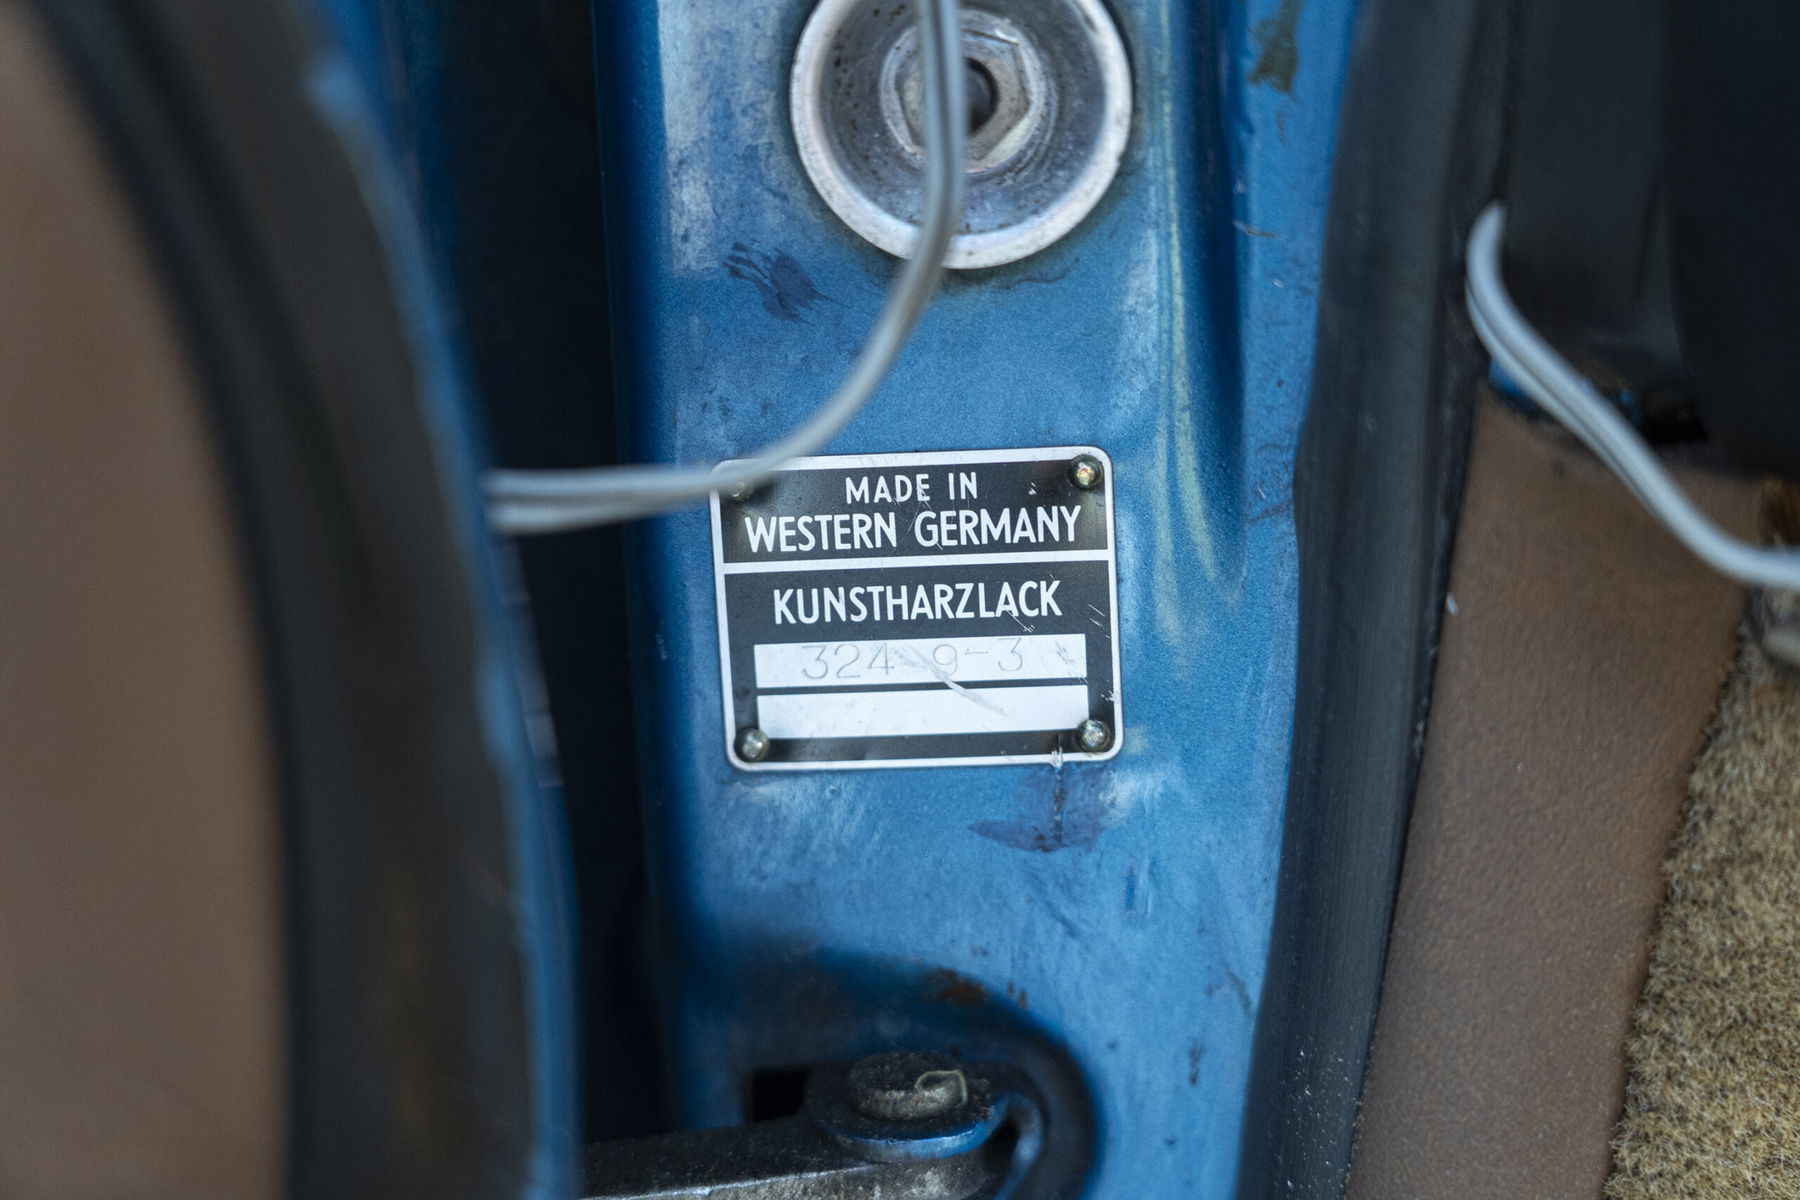 MADE IN
WESTERN GERMANY
KUNSTHARZLACK
324-9-3